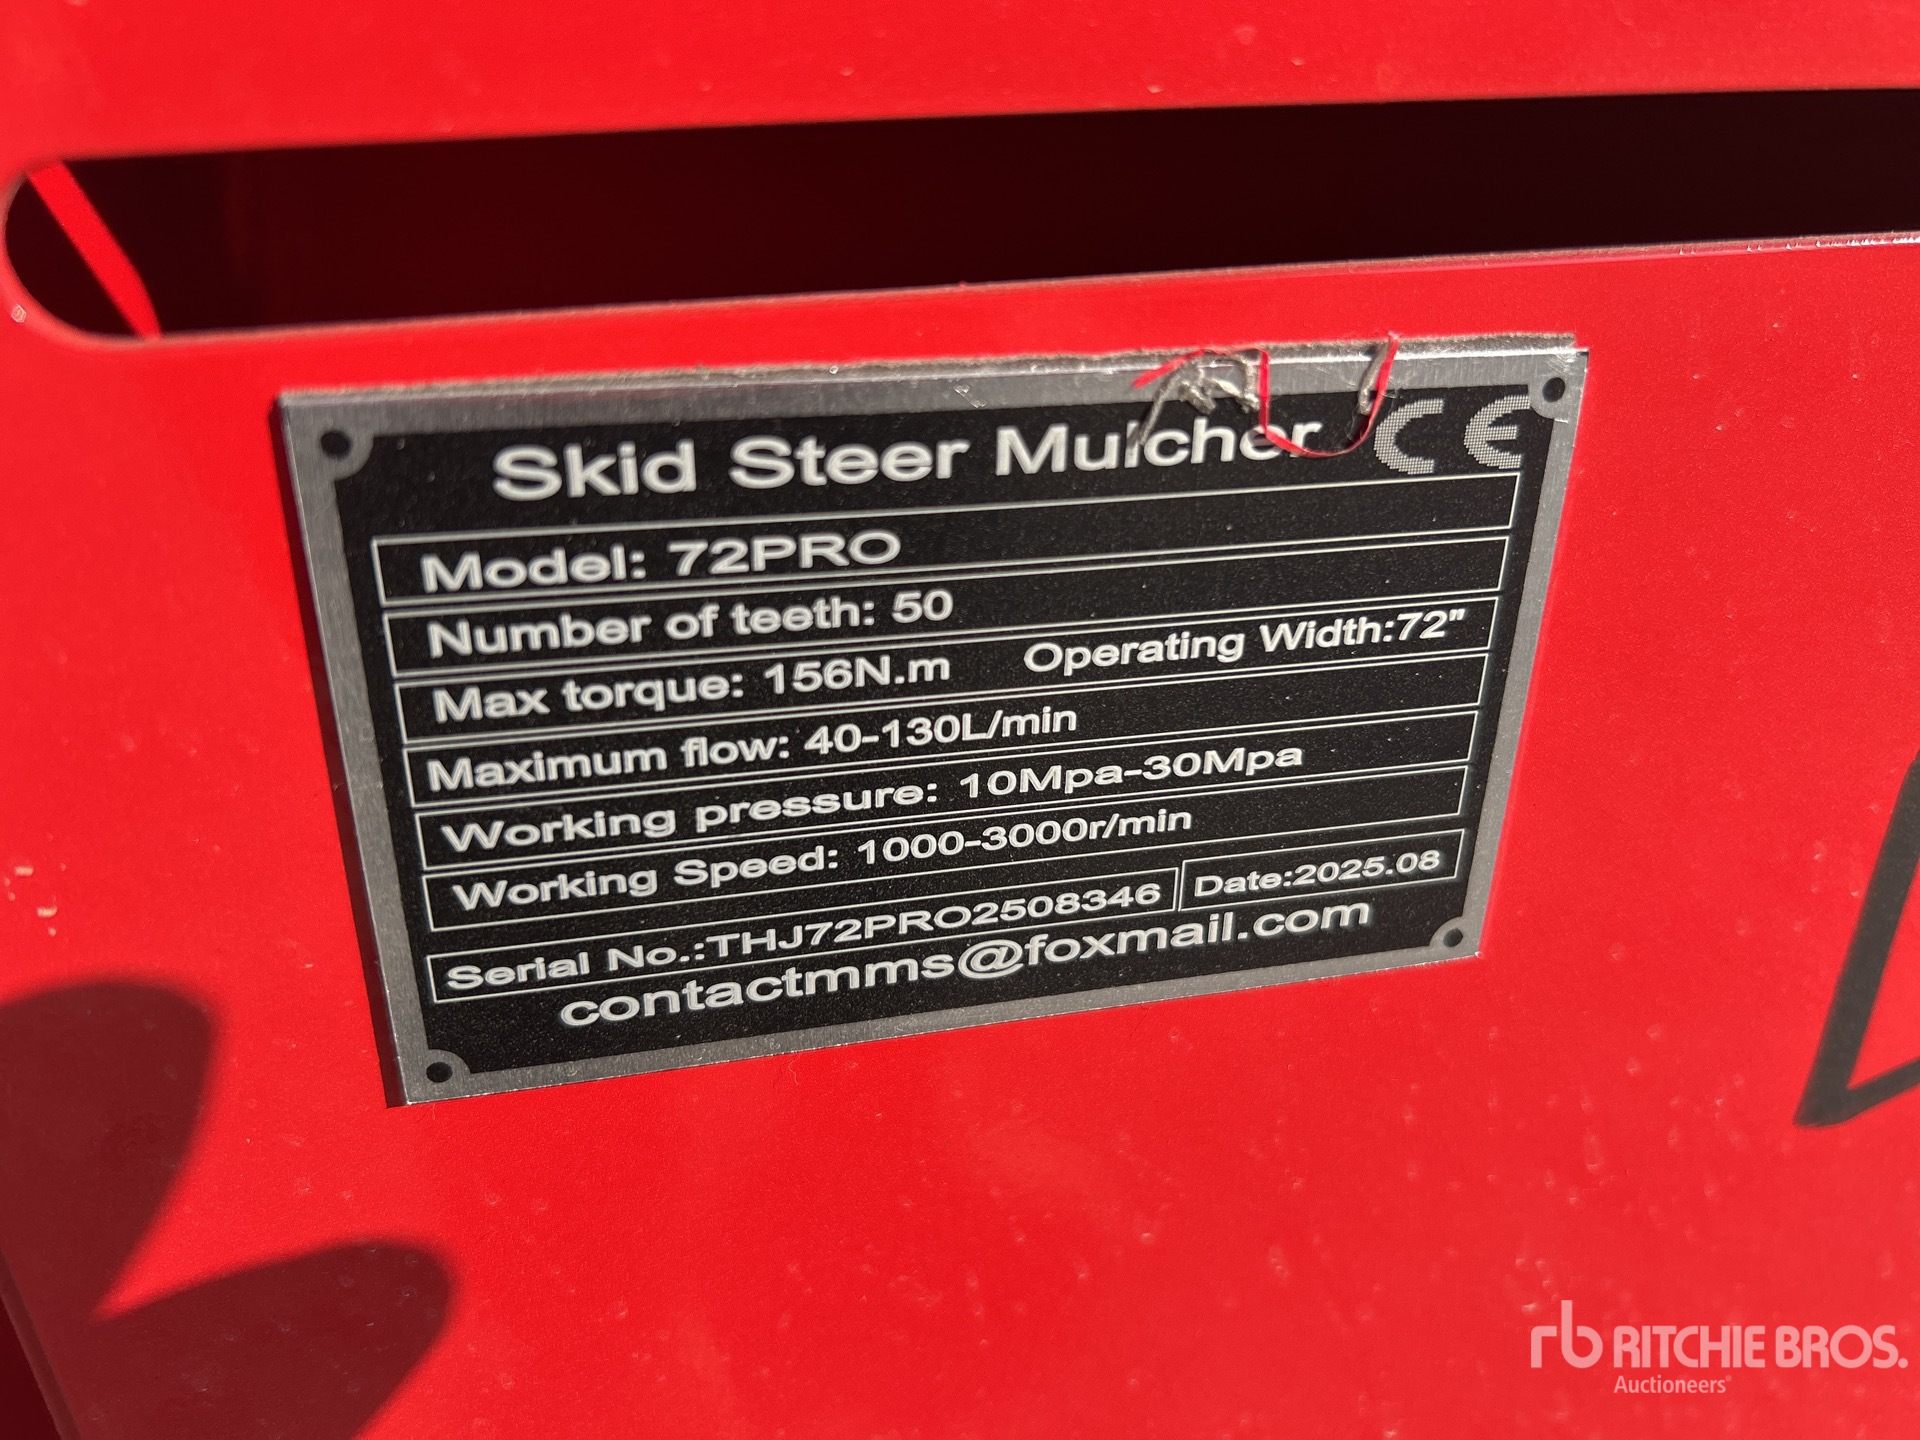 Skid Steer Mulcher CE
Model: 72PRO
Number of teeth: 50
Max torque: 156N.m Operating Width:72"
Maximum flow: 40-130L/min
Working pressure: 10Mpa-30Mpa
Working Speed: 1000-3000r/min
Serial No.:THJ72PRO2508346 Date:2025.08
contactmms@foxmail.com
rb RITCHIE BROS.
Auctioneers